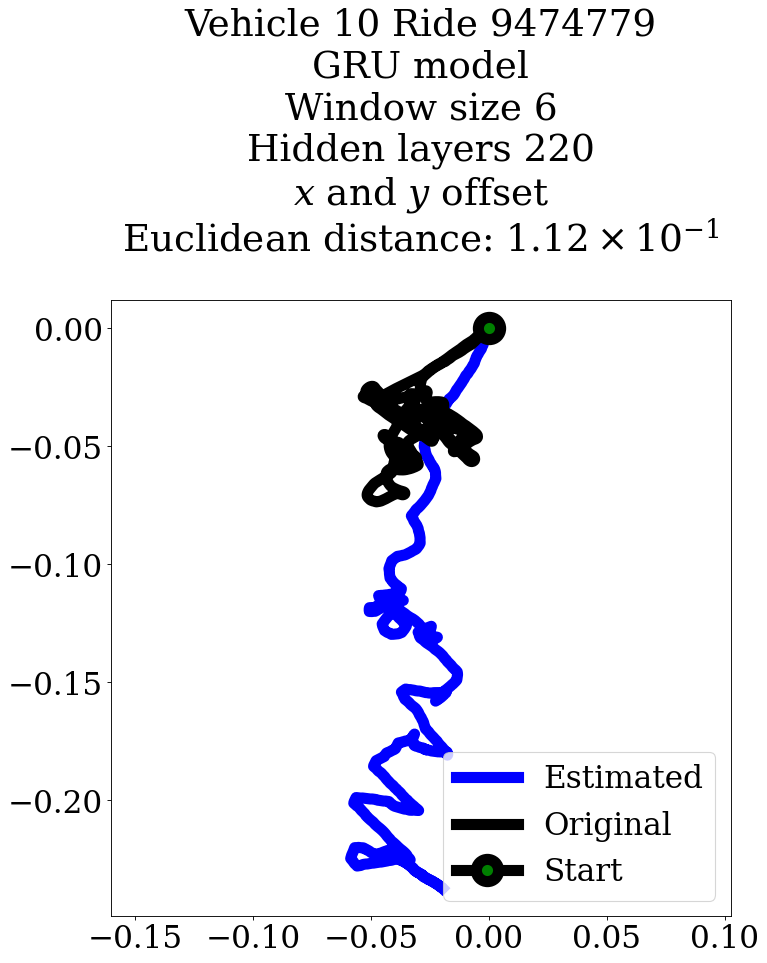 Vehicle 10 Ride 9474779
GRU model
Window size 6
Hidden layers 220
x and y offset
Euclidean distance: 1.12 × 10⁻¹
0.00
−0.05
−0.10
−0.15
−0.20
Estimated
Original
Start
−0.15 −0.10 −0.05 0.00 0.05 0.10